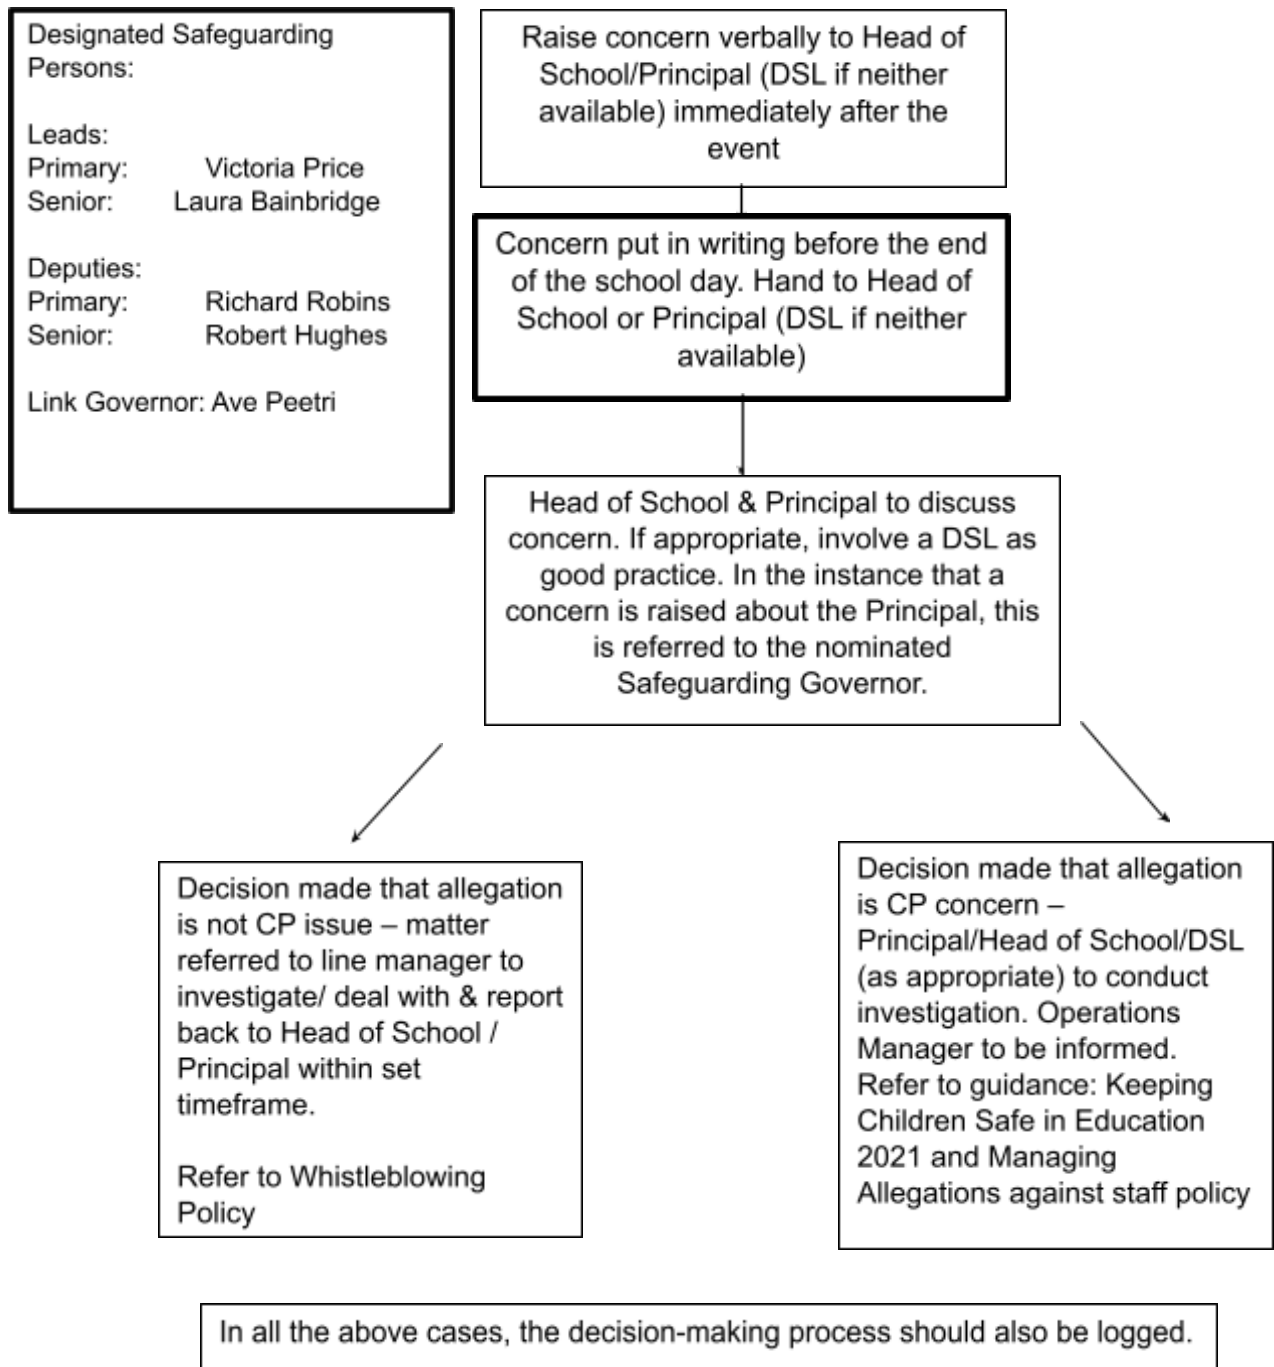 Designated Safeguarding
Persons:
Leads:
Primary: Victoria Price
Senior: Laura Bainbridge
Deputies:
Primary: Richard Robins
Senior: Robert Hughes
Link Governor: Ave Peetri
Raise concern verbally to Head of
School/Principal (DSL if neither
available) immediately after the
event
Concern put in writing before the end
of the school day. Hand to Head of
School or Principal (DSL if neither
available)
Head of School & Principal to discuss
concern. If appropriate, involve a DSL as
good practice. In the instance that a
concern is raised about the Principal, this
is referred to the nominated
Safeguarding Governor.
Decision made that allegation
is not CP issue – matter
referred to line manager to
investigate/ deal with & report
back to Head of School /
Principal within set
timeframe.
Refer to Whistleblowing
Policy
Decision made that allegation
is CP concern –
Principal/Head of School/DSL
(as appropriate) to conduct
investigation. Operations
Manager to be informed.
Refer to guidance: Keeping
Children Safe in Education
2021 and Managing
Allegations against staff policy
In all the above cases, the decision-making process should also be logged.